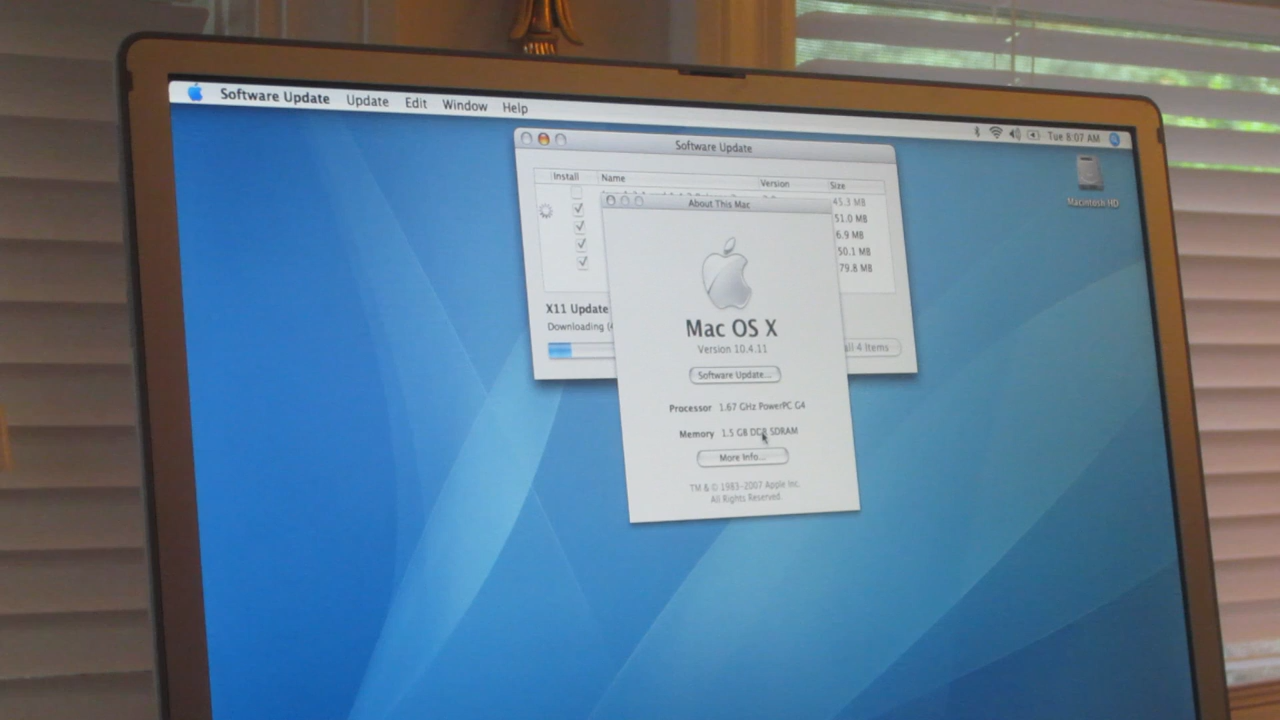 Software Update Update Edit Window Help Tue 8:07 AM
Software Update
Macintosh HD
Install Name Version Size
45.3 MB
51.0 MB
6.9 MB
50.1 MB
79.8 MB
X11 Update
Downloading
all 4 Items
About This Mac
Mac OS X
Version 10.4.11
Software Update...
Processor 1.67 GHz PowerPC G4
Memory 1.5 GB DDR SDRAM
More Info...
TM & © 1983-2007 Apple Inc.
All Rights Reserved.